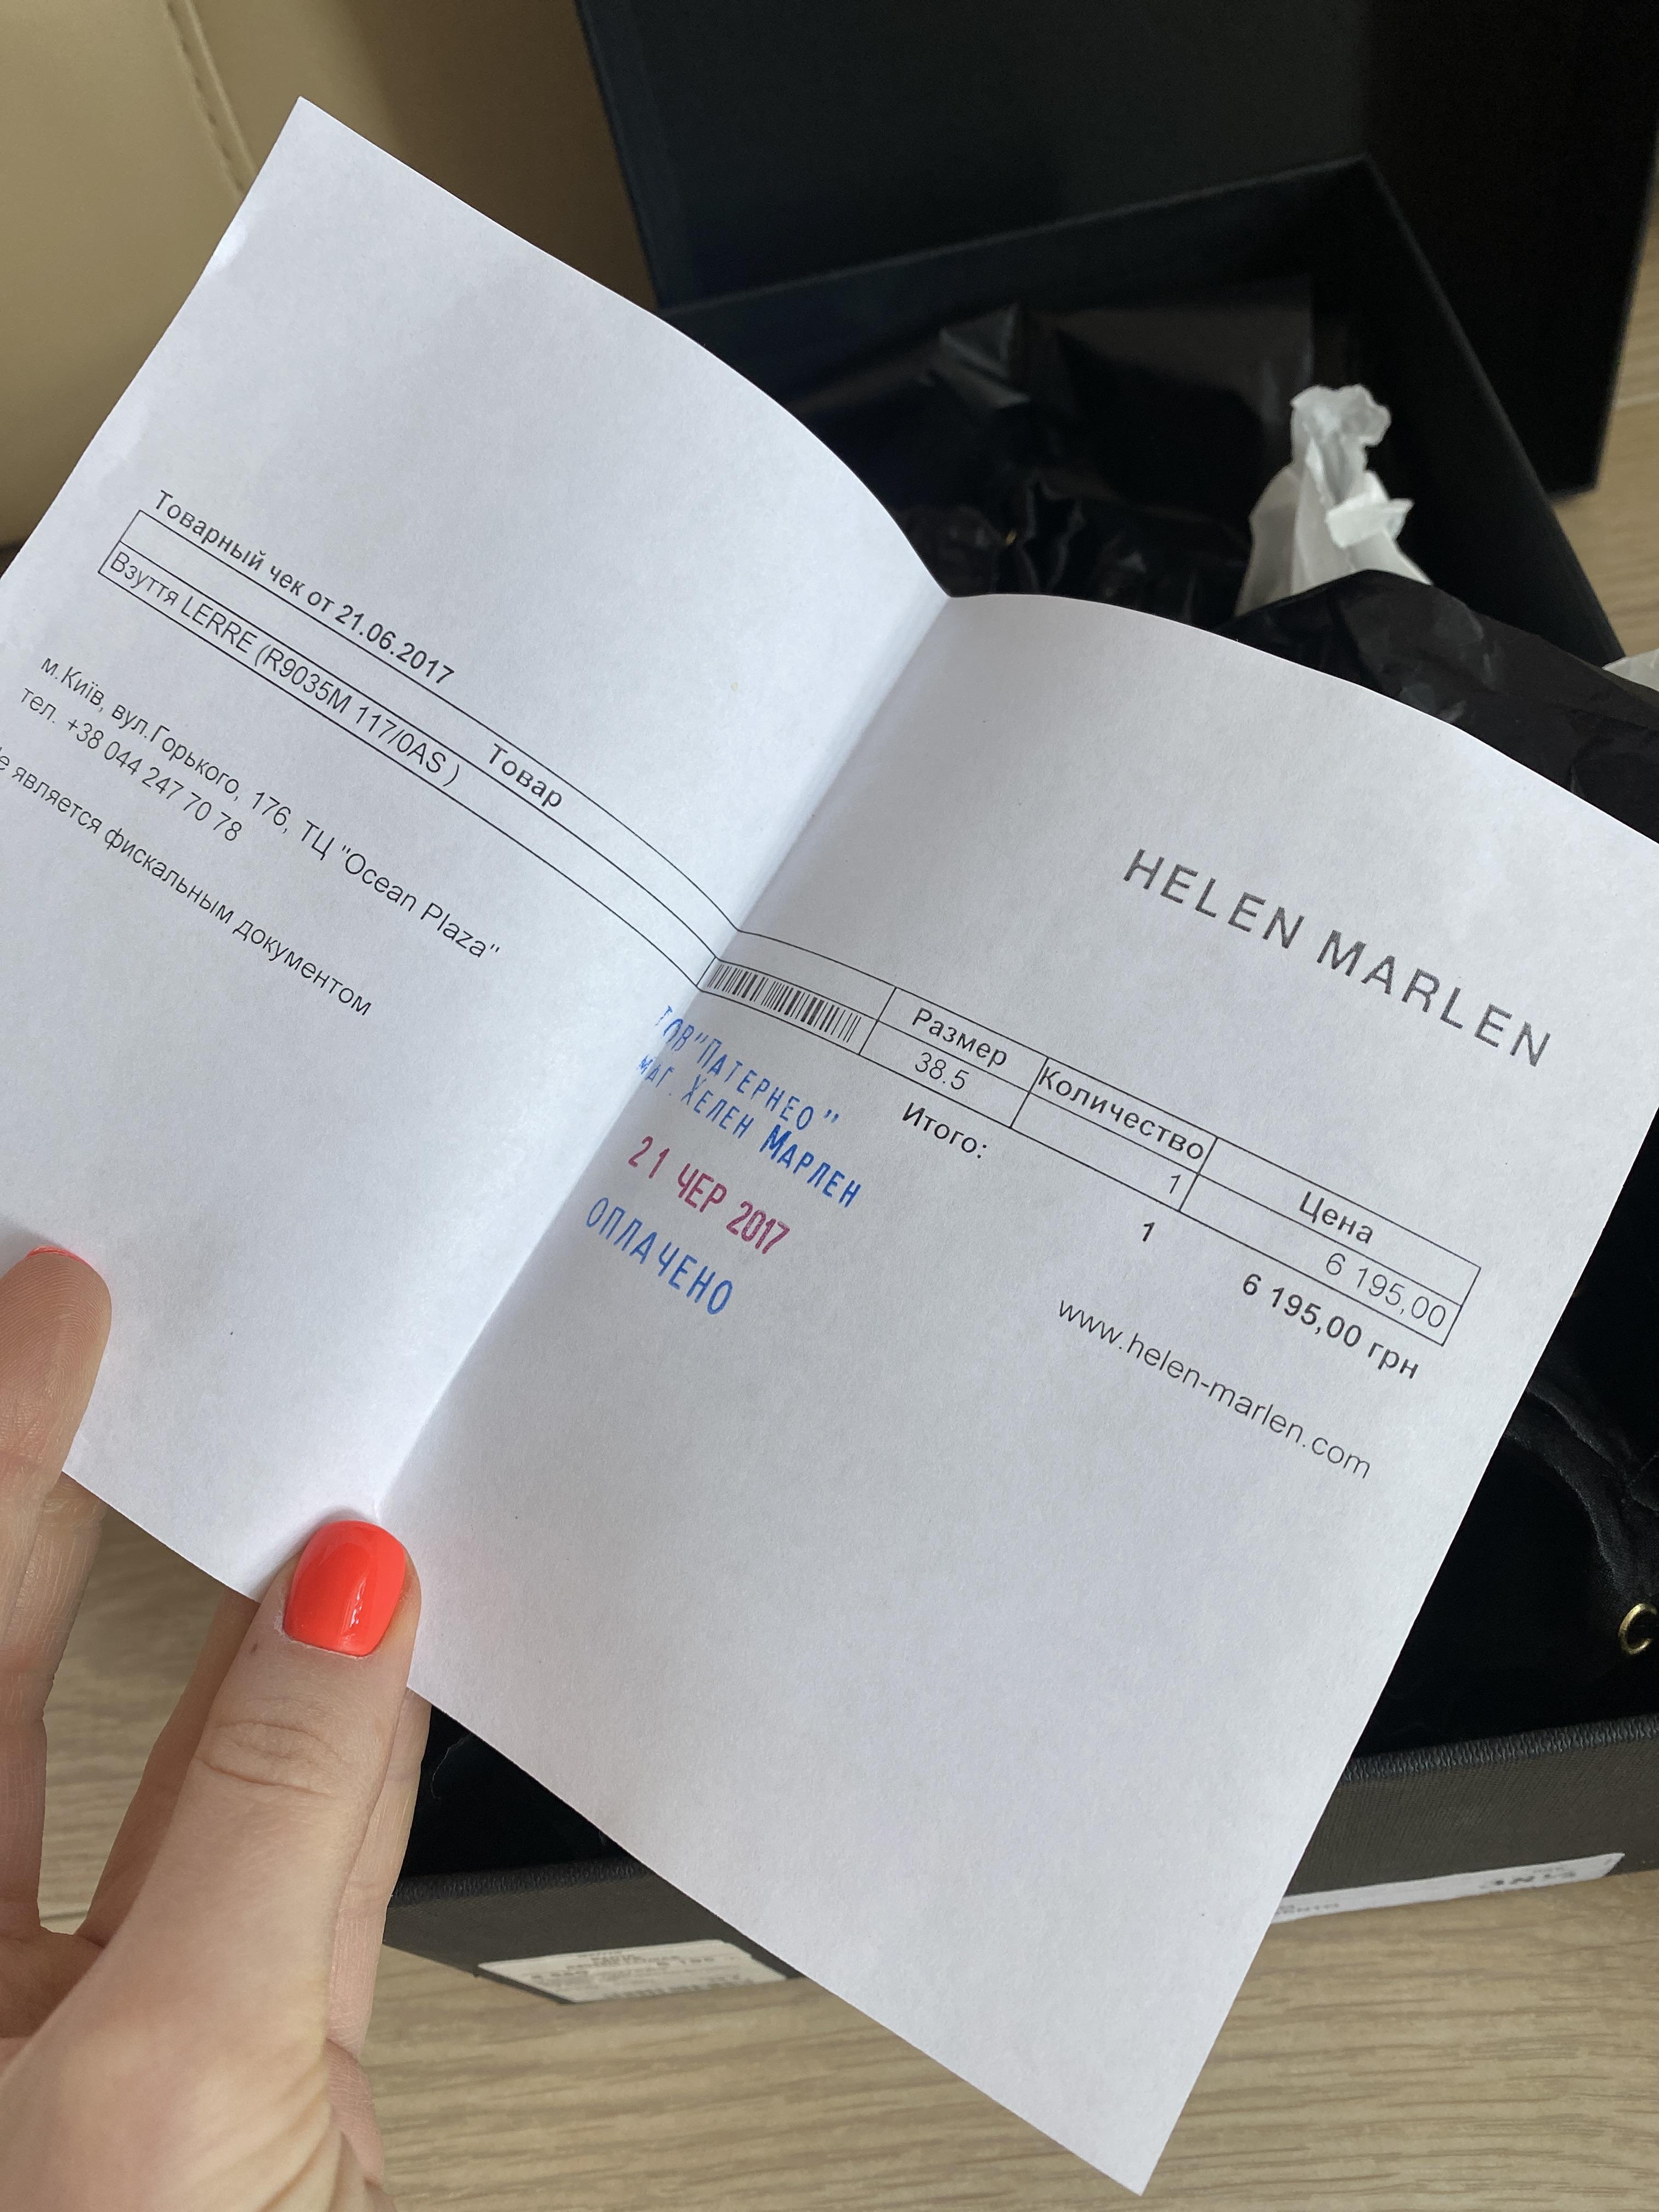 HELEN MARLEN
Товарный чек от 21.06.2017
Товар Размер Количество Цена
Взуття LERRE (R9035M 117/0AS ) 38.5 1 6 195,00
Итого: 1 6 195,00 грн
м.Київ, вул.Горького, 176, ТЦ "Ocean Plaza"
тел. +38 044 247 70 78
www.helen-marlen.com
е является фискальным документом
ТОВ "ПАТЕРНЕО"
МАГ. ХЕЛЕН МАРЛЕН
21 ЧЕР 2017
ОПЛАЧЕНО